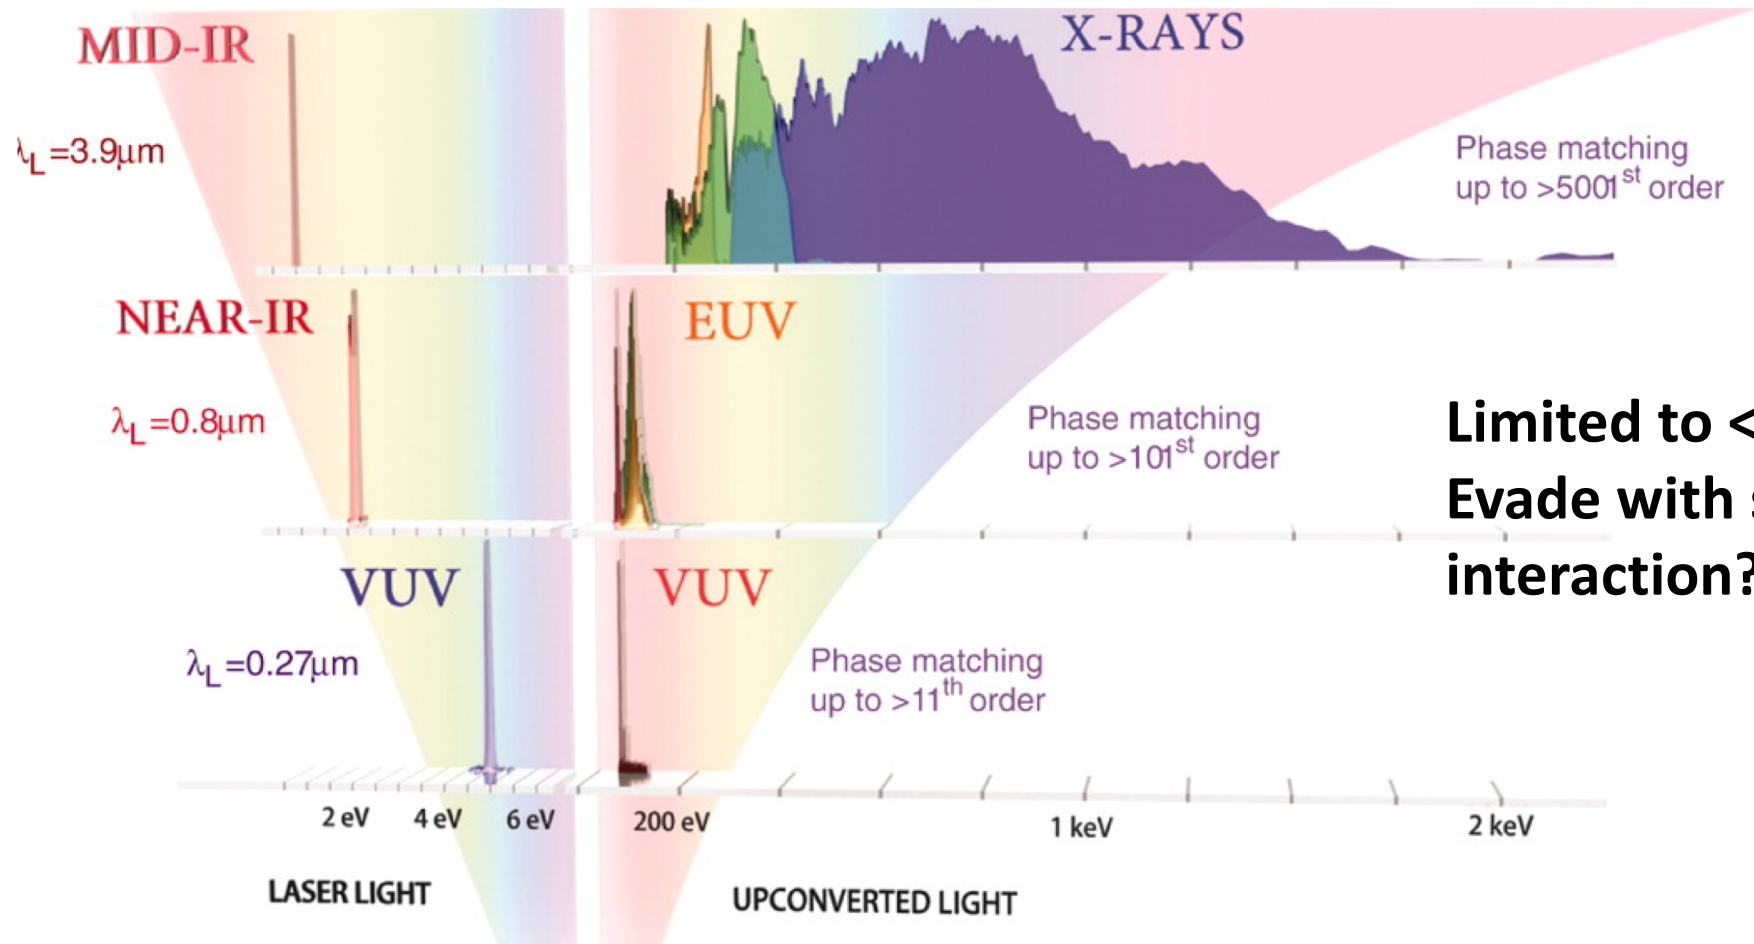 MID-IR
X-RAYS
λL=3.9μm
Phase matching
up to >5001st order
NEAR-IR
EUV
λL=0.8μm
Phase matching
up to >101st order
Limited to <
Evade with
interaction?
VUV
VUV
λL=0.27μm
Phase matching
up to >11th order
2 eV 4 eV 6 eV 200 eV 1 keV 2 keV
LASER LIGHT
UPCONVERTED LIGHT